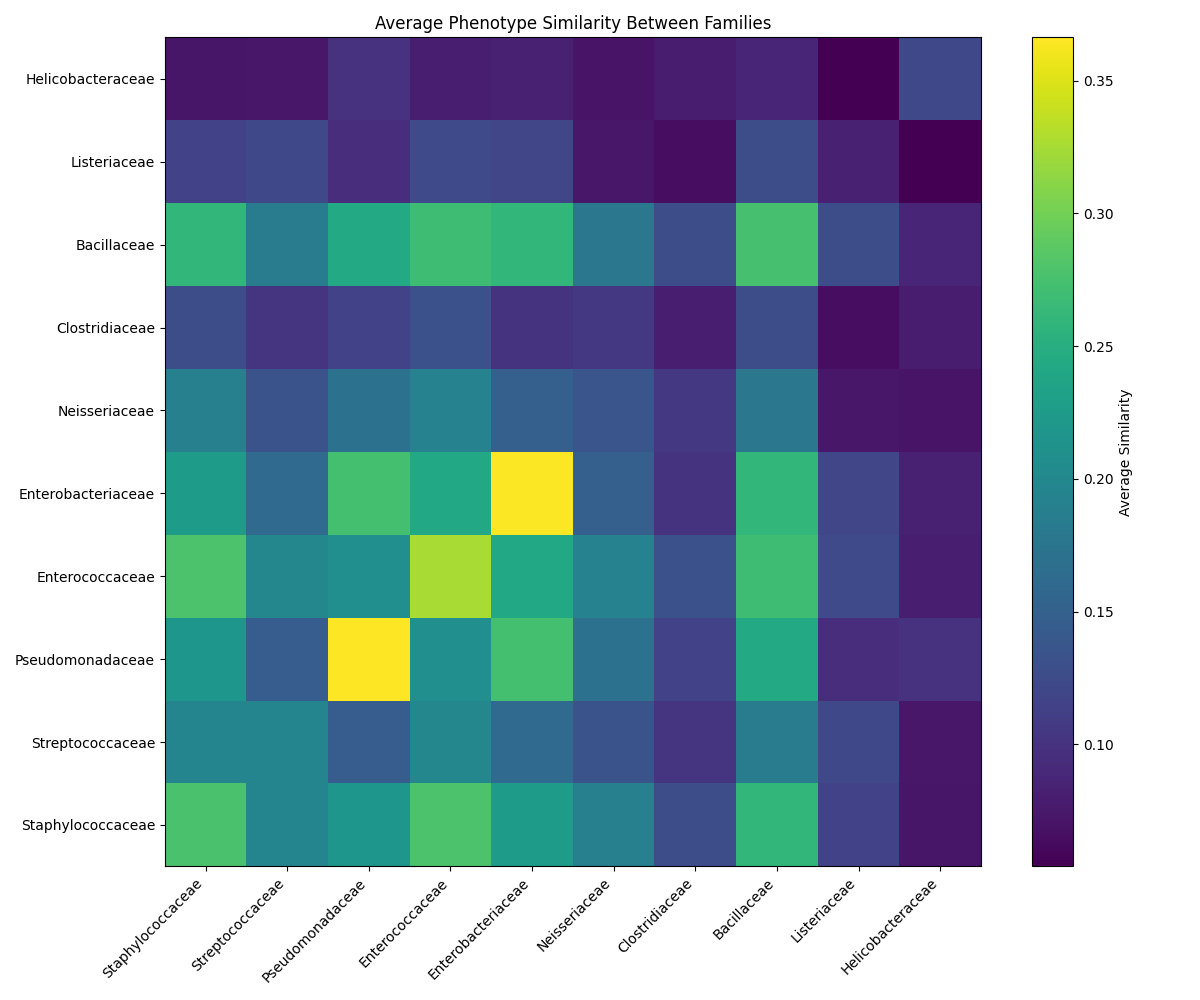 Average Phenotype Similarity Between Families
Helicobacteraceae
Listeriaceae
Bacillaceae
Clostridiaceae
Neisseriaceae
Enterobacteriaceae
Enterococcaceae
Pseudomonadaceae
Streptococcaceae
Staphylococcaceae
Staphylococcaceae
Streptococcaceae
Pseudomonadaceae
Enterococcaceae
Enterobacteriaceae
Neisseriaceae
Clostridiaceae
Bacillaceae
Listeriaceae
Helicobacteraceae
0.35
0.30
0.25
0.20
0.15
0.10
Average Similarity